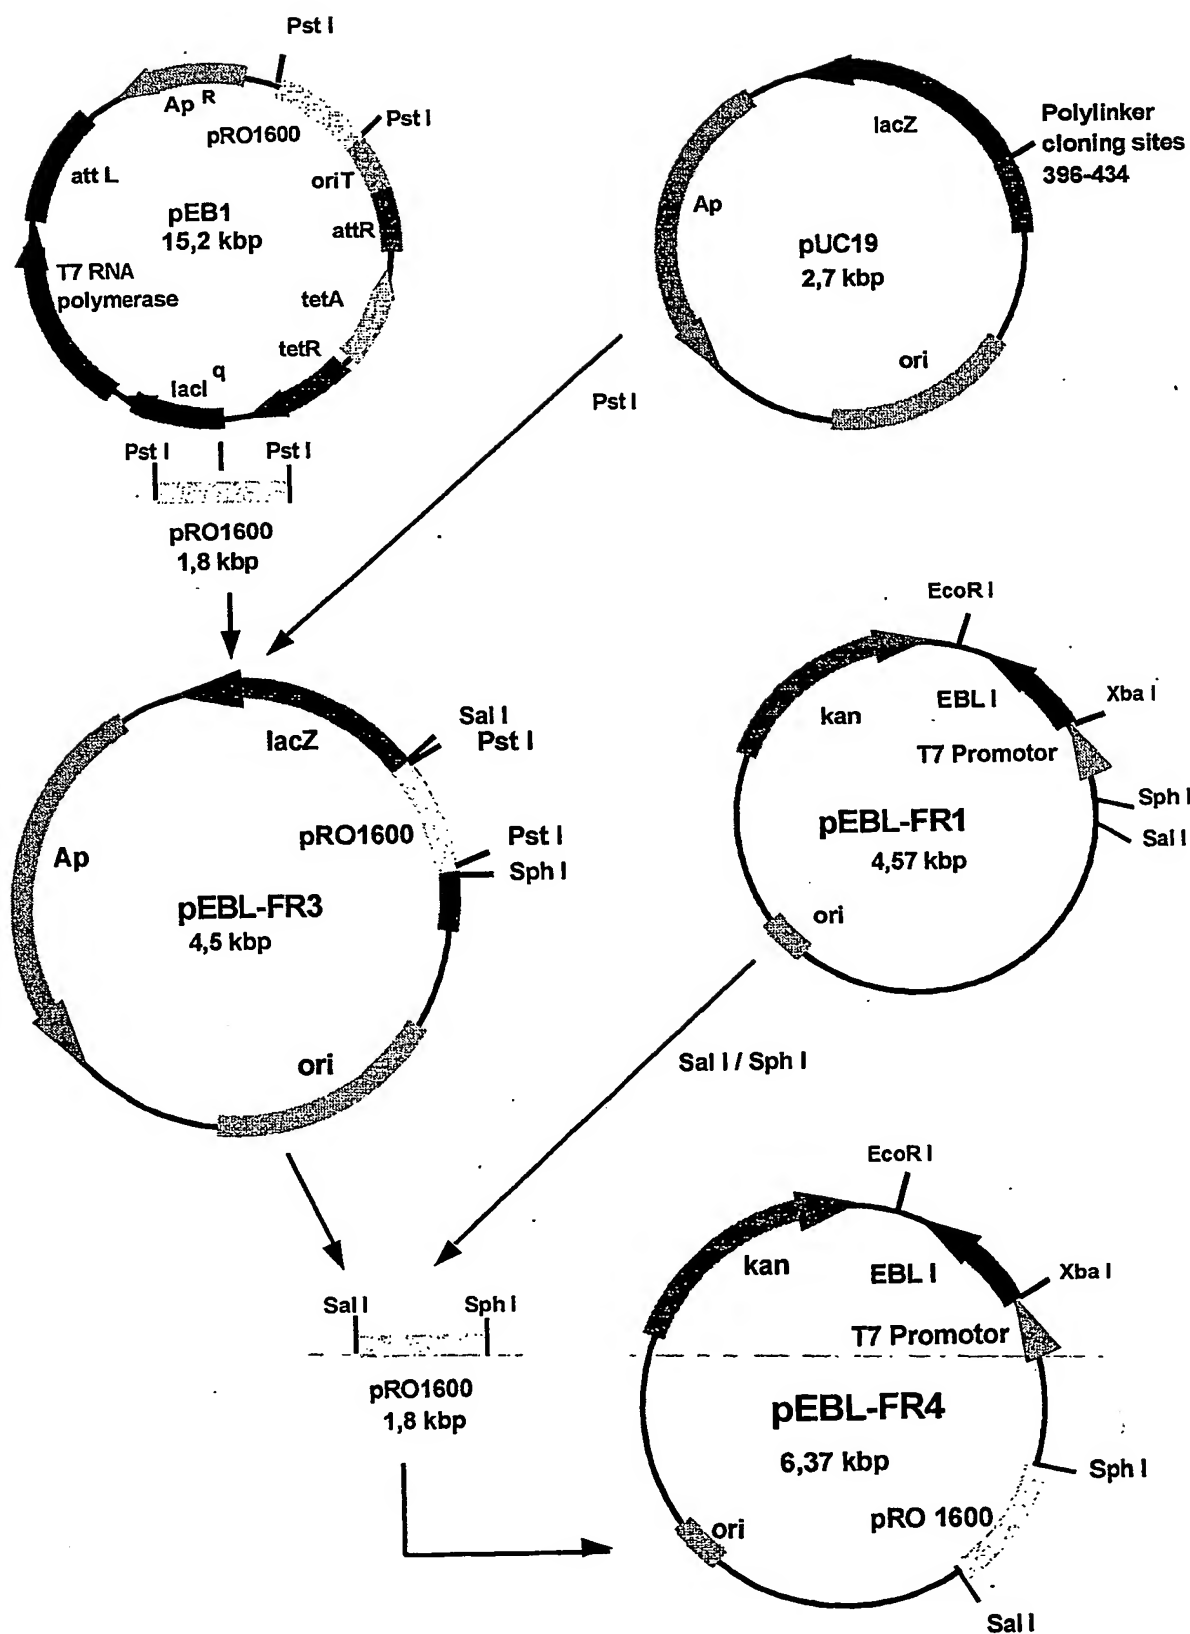 Pst I
Ap R
pRO1600
Pst I
att L
oriT
pEB1
15,2 kbp
attR
T7 RNA
polymerase
tetA
tetR
lacI q
Pst I
Pst I
pRO1600
1,8 kbp
lacZ
Polylinker
cloning sites
396-434
Ap
pUC19
2,7 kbp
ori
Pst I
lacZ
Sal I
Pst I
pRO1600
Pst I
Sph I
Ap
pEBL-FR3
4,5 kbp
ori
EcoR I
kan
EBL I
Xba I
T7 Promotor
Sph I
Sal I
pEBL-FR1
4,57 kbp
ori
Sal I / Sph I
Sal I
Sph I
pRO1600
1,8 kbp
EcoR I
kan
EBL I
Xba I
T7 Promotor
pEBL-FR4
6,37 kbp
Sph I
pRO 1600
ori
Sal I